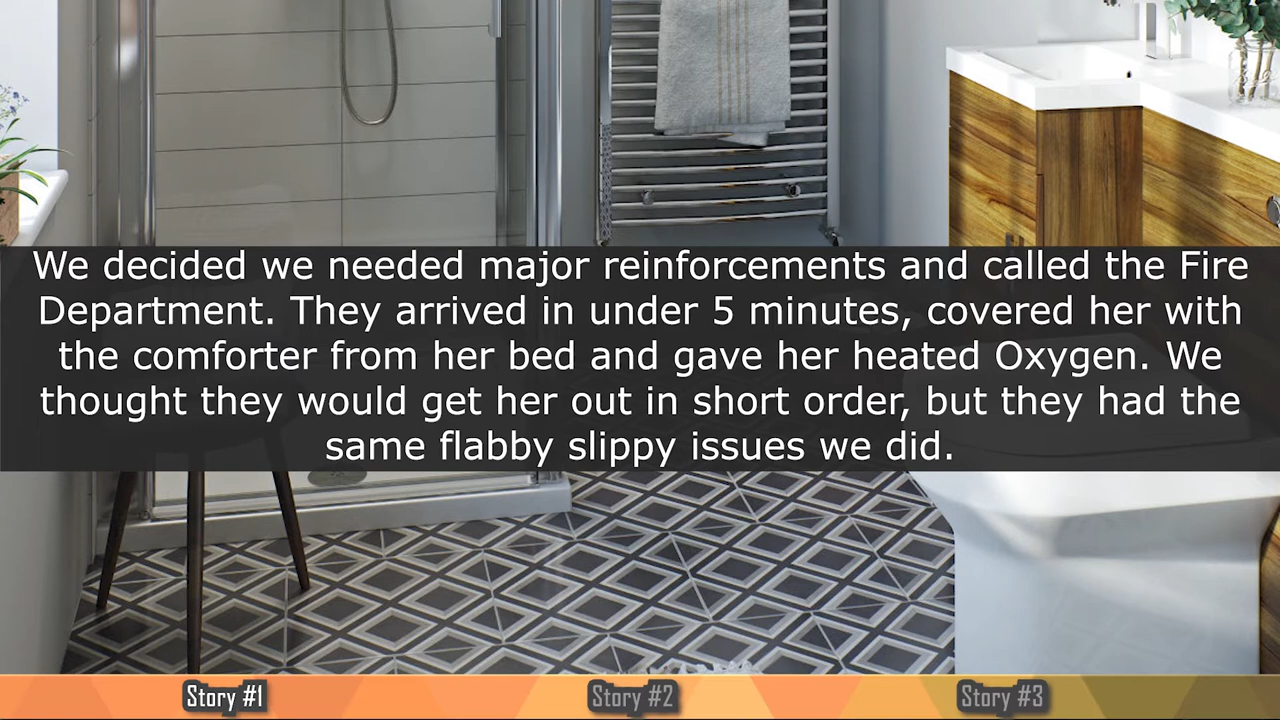 We decided we needed major reinforcements and called the Fire
Department. They arrived in under 5 minutes, covered her with
the comforter from her bed and gave her heated Oxygen. We
thought they would get her out in short order, but they had the
same flabby slippy issues we did.
Story #1
Story #2
Story #3